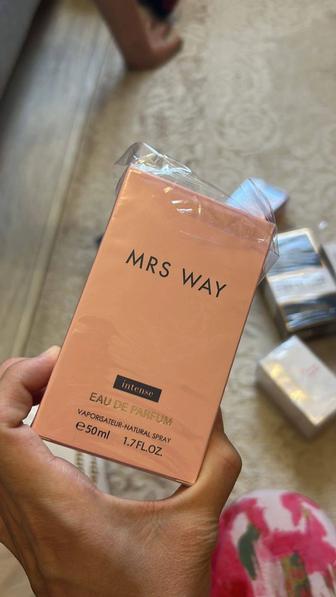 MRS WAY
intense
EAU DE PARFUM
VAPORISATEUR-NATURAL SPRAY
℮50ml 1.7FL.OZ.